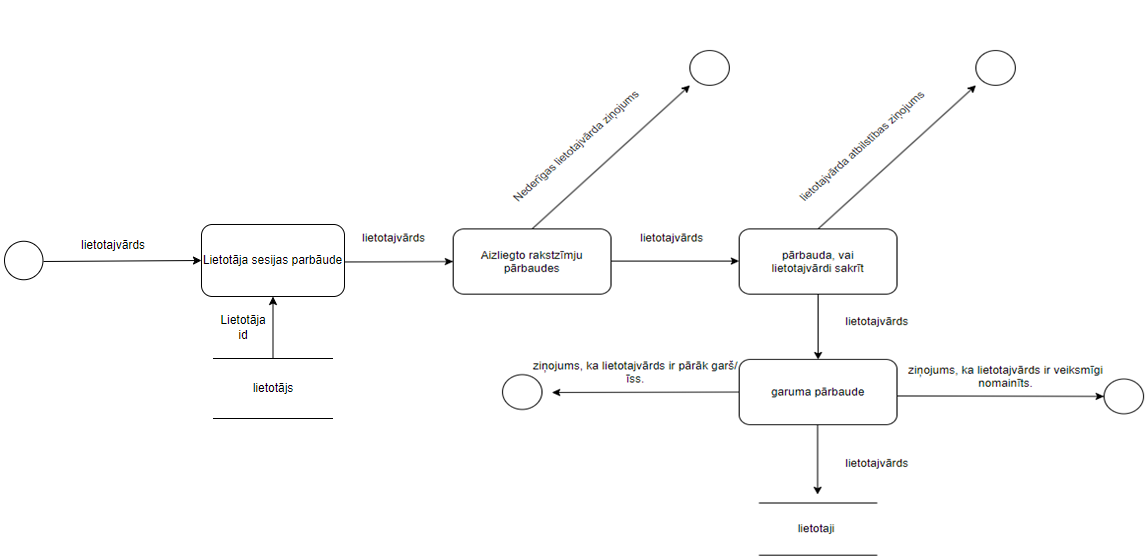 Nederīgas lietotajvārda ziņojums
lietotajvārda atbilstības ziņojums
lietotajvārds
Lietotāja sesijas parbāude
lietotajvārds
Aizliegto rakstzīmju
pārbaudes
lietotajvārds
pārbauda, vai
lietotajvārdi sakrīt
Lietotāja
id
lietotājs
lietotajvārds
ziņojums, ka lietotajvārds ir pārāk garš/
īss.
garuma pārbaude
ziņojums, ka lietotajvārds ir veiksmīgi
nomainīts.
lietotajvārds
lietotaji